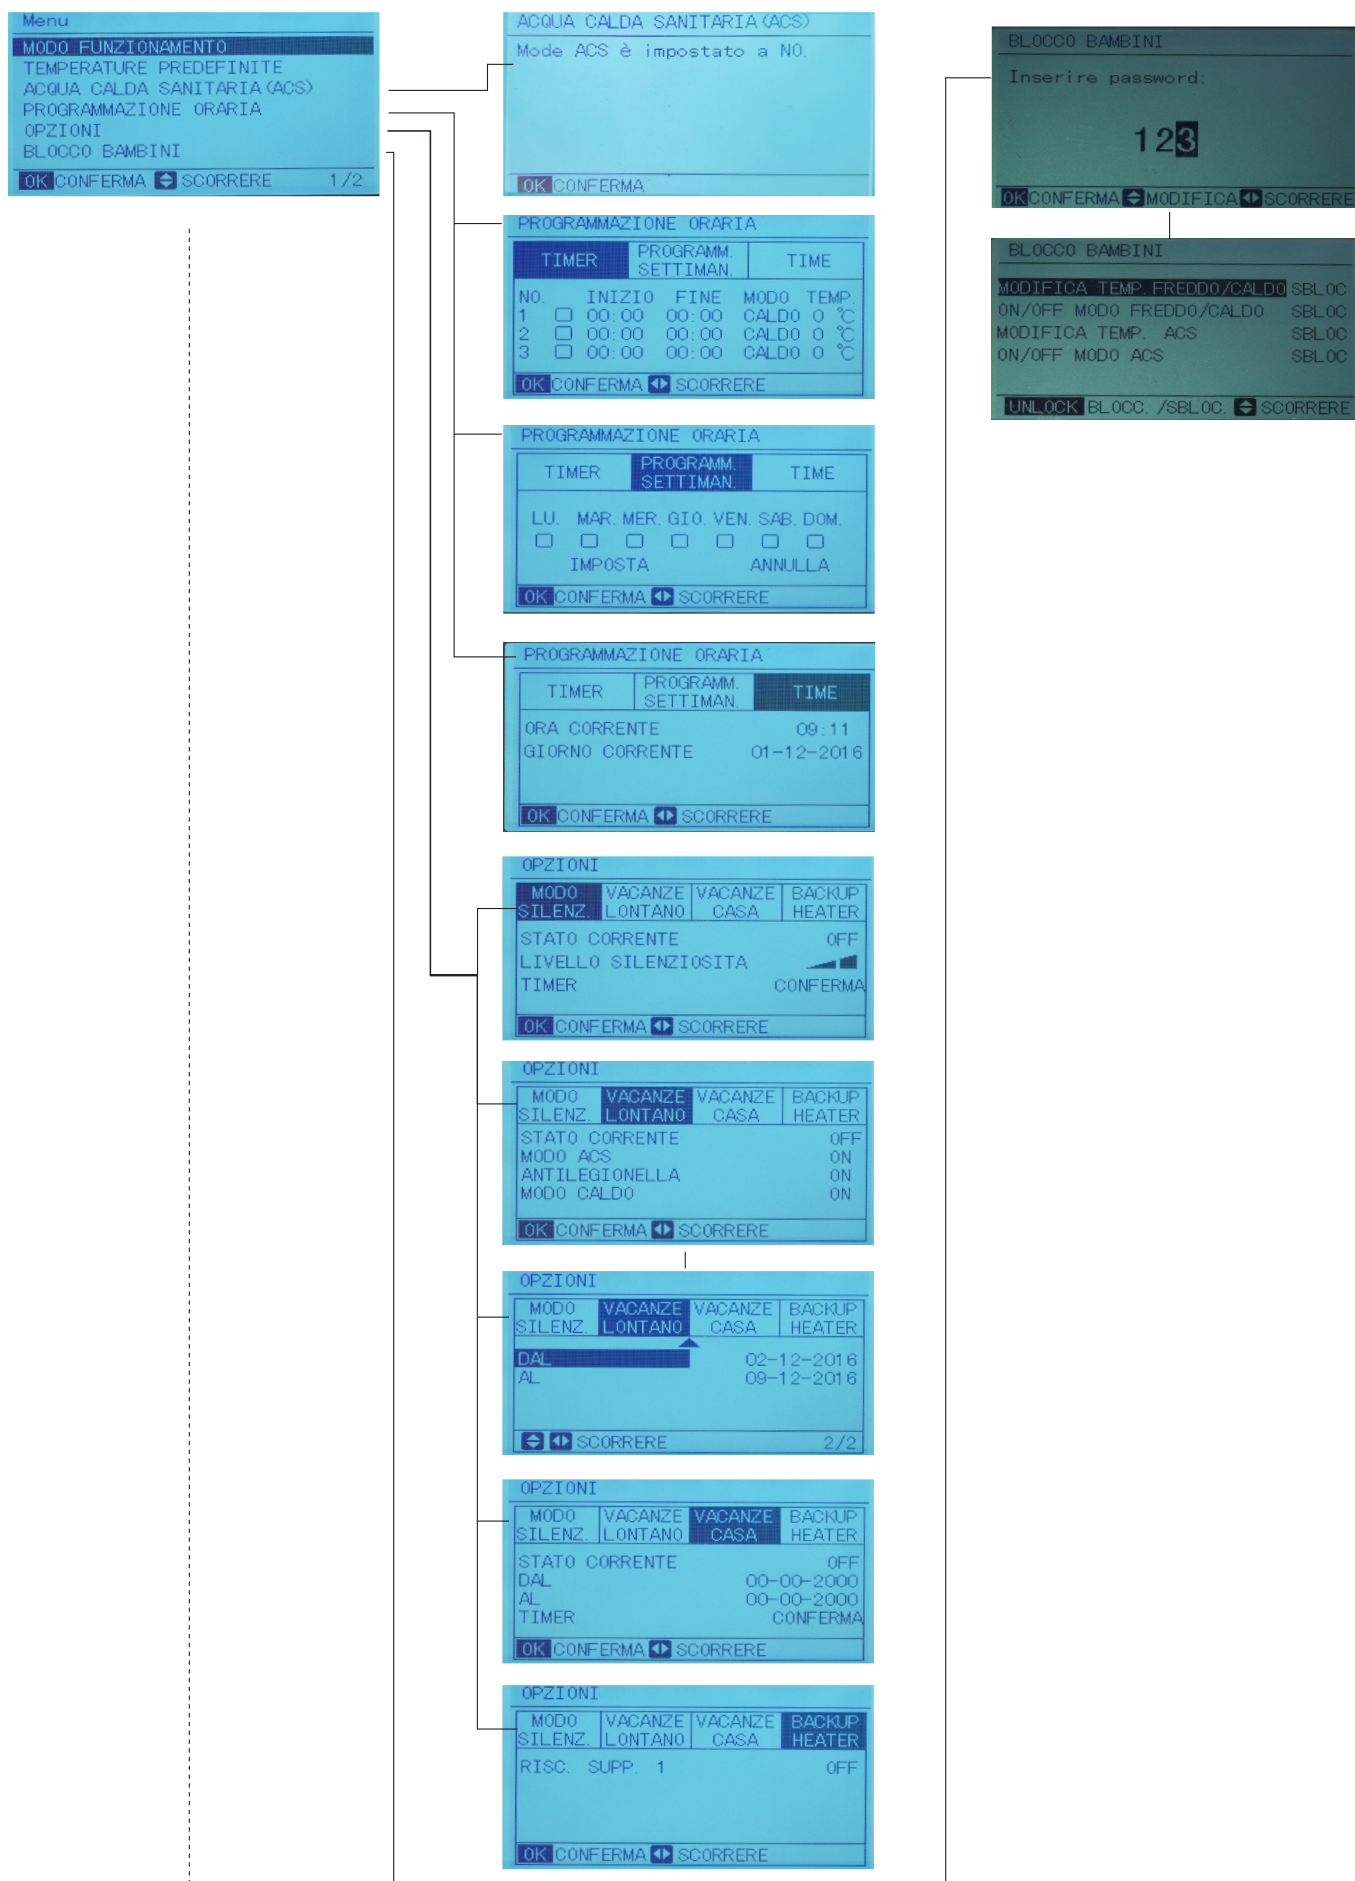 Menu
MODO FUNZIONAMENTO
TEMPERATURE PREDEFINITE
ACQUA CALDA SANITARIA(ACS)
PROGRAMMAZIONE ORARIA
OPZIONI
BLOCCO BAMBINI
OK CONFERMA SCORRERE 1/2
ACQUA CALDA SANITARIA(ACS)
Mode ACS è impostato a NO.
OK CONFERMA
PROGRAMMAZIONE ORARIA
TIMER PROGRAMM. SETTIMAN. TIME
NO. INIZIO FINE MODO TEMP.
1 00:00 00:00 CALDO 0 ℃
2 00:00 00:00 CALDO 0 ℃
3 00:00 00:00 CALDO 0 ℃
OK CONFERMA SCORRERE
PROGRAMMAZIONE ORARIA
TIMER PROGRAMM. SETTIMAN. TIME
LU. MAR. MER. GIO. VEN. SAB. DOM.
IMPOSTA ANNULLA
OK CONFERMA SCORRERE
PROGRAMMAZIONE ORARIA
TIMER PROGRAMM. SETTIMAN. TIME
ORA CORRENTE 09:11
GIORNO CORRENTE 01-12-2016
OK CONFERMA SCORRERE
OPZIONI
MODO SILENZ. VACANZE LONTANO VACANZE CASA BACKUP HEATER
STATO CORRENTE OFF
LIVELLO SILENZIOSITA
TIMER CONFERMA
OK CONFERMA SCORRERE
OPZIONI
MODO SILENZ. VACANZE LONTANO VACANZE CASA BACKUP HEATER
STATO CORRENTE OFF
MODO ACS ON
ANTILEGIONELLA ON
MODO CALDO ON
OK CONFERMA SCORRERE
OPZIONI
MODO SILENZ. VACANZE LONTANO VACANZE CASA BACKUP HEATER
DAL 02-12-2016
AL 09-12-2016
SCORRERE 2/2
OPZIONI
MODO SILENZ. VACANZE LONTANO VACANZE CASA BACKUP HEATER
STATO CORRENTE OFF
DAL 00-00-2000
AL 00-00-2000
TIMER CONFERMA
OK CONFERMA SCORRERE
OPZIONI
MODO SILENZ. VACANZE LONTANO VACANZE CASA BACKUP HEATER
RISC. SUPP. 1 OFF
OK CONFERMA SCORRERE
BLOCCO BAMBINI
Inserire password:
123
OK CONFERMA MODIFICA SCORRERE
BLOCCO BAMBINI
MODIFICA TEMP. FREDDO/CALDO SBLOC
ON/OFF MODO FREDDO/CALDO SBLOC
MODIFICA TEMP. ACS SBLOC
ON/OFF MODO ACS SBLOC
UNLOCK BLOCC. /SBLOC. SCORRERE